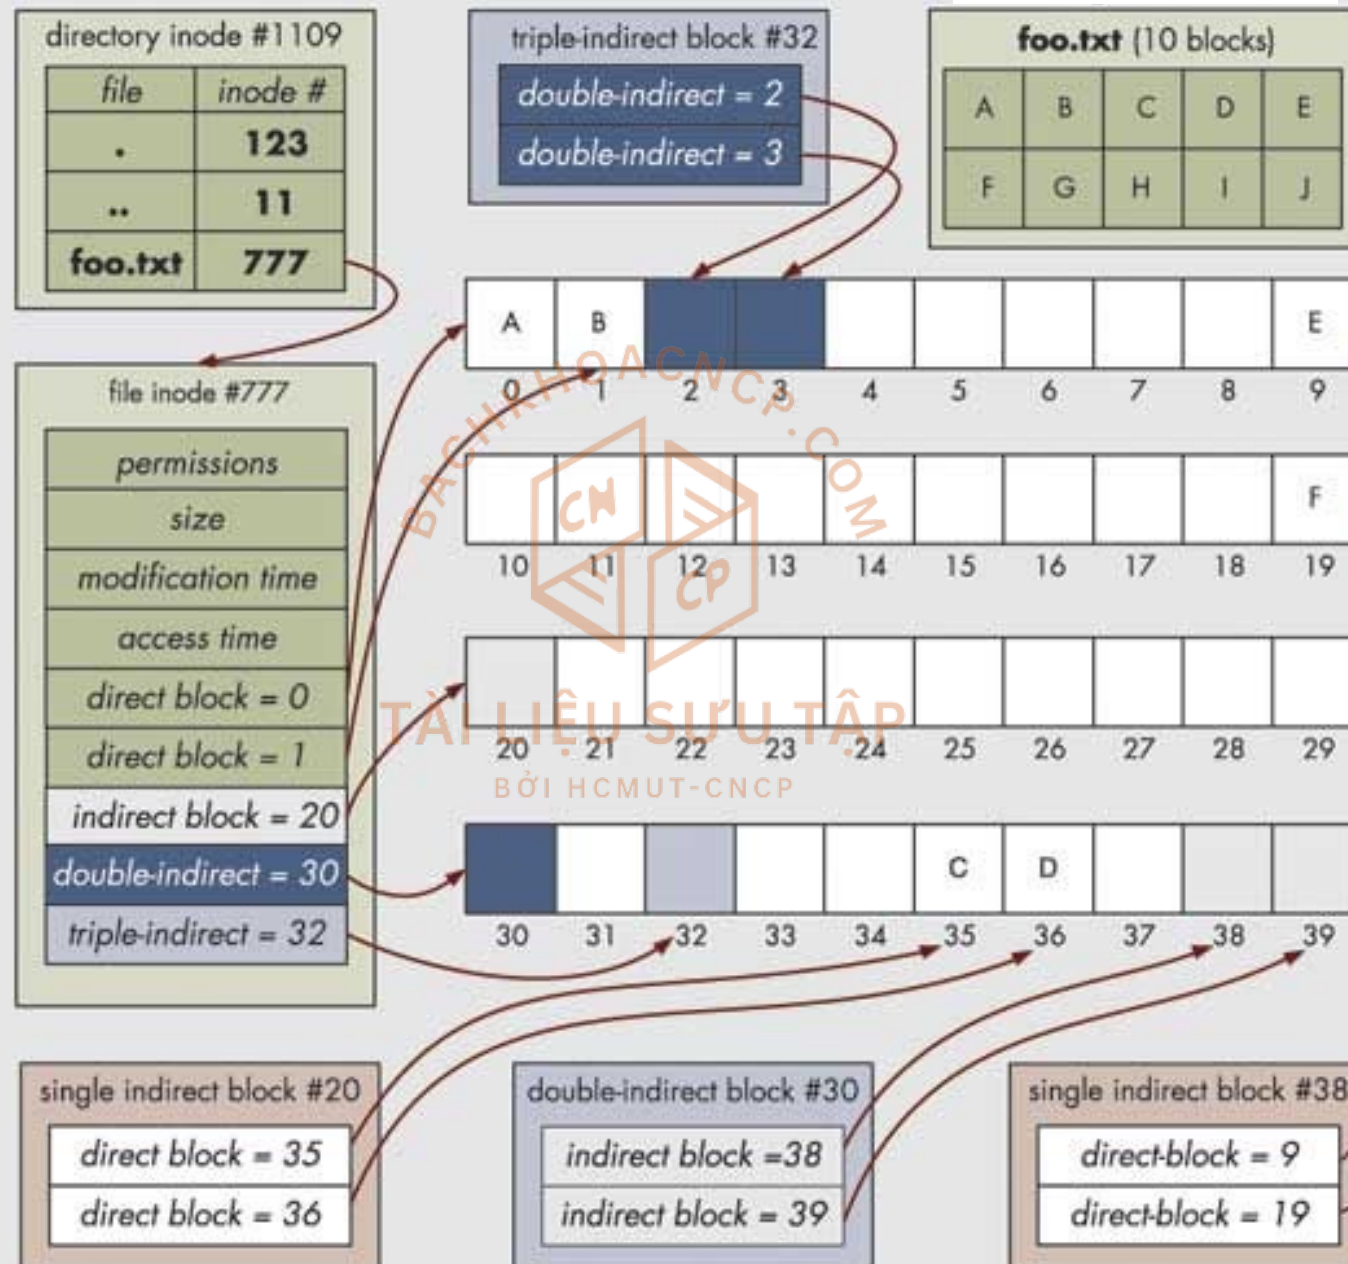 directory inode #1109
file inode #
. 123
.. 11
foo.txt 777
triple-indirect block #32
double-indirect = 2
double-indirect = 3
foo.txt (10 blocks)
A B C D E
F G H I J
A B E
0 1 2 3 4 5 6 7 8 9
F
10 11 12 13 14 15 16 17 18 19
20 21 22 23 24 25 26 27 28 29
C D
30 31 32 33 34 35 36 37 38 39
file inode #777
permissions
size
modification time
access time
direct block = 0
direct block = 1
indirect block = 20
double-indirect = 30
triple-indirect = 32
BACHKHOACNCP.COM
CN
CP
TÀI LIỆU SƯU TẬP
BỞI HCMUT-CNCP
single indirect block #20
direct block = 35
direct block = 36
double-indirect block #30
indirect block =38
indirect block = 39
single indirect block #38
direct-block = 9
direct-block = 19